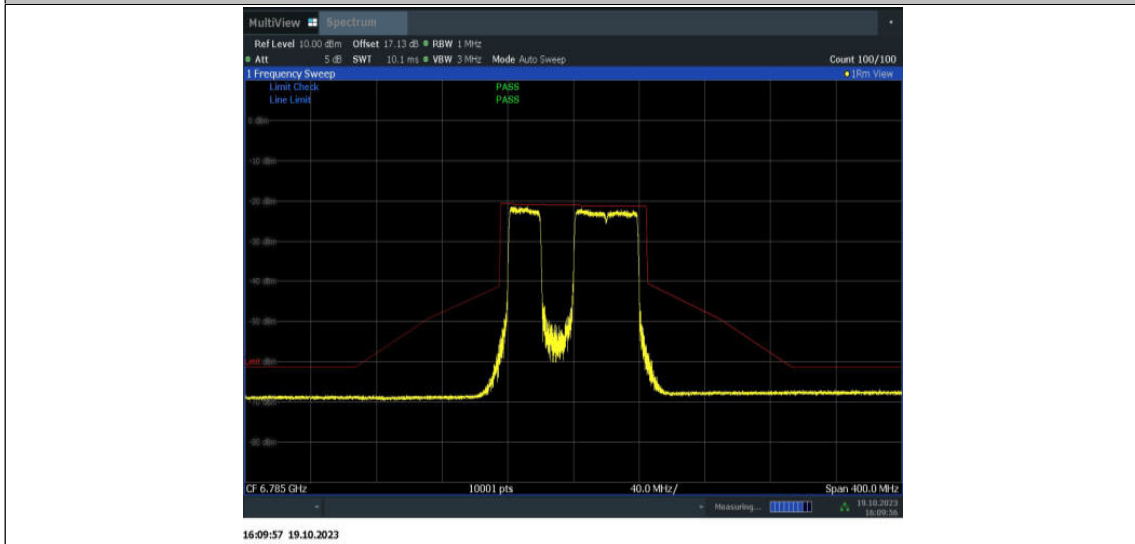 MultiView Spectrum
Ref Level 10.00 dBm Offset 17.13 dB RBW 1 MHz
Att 5 dB SWT 10.1 ms VBW 3 MHz Mode Auto Sweep Count 100/100
1 Frequency Sweep 1Rm View
Limit Check PASS
Line Limit PASS
0 dBm
-10 dBm
-20 dBm
-30 dBm
-40 dBm
-50 dBm
-70 dBm
-80 dBm
CF 6.785 GHz 10001 pts 40.0 MHz/ Span 400.0 MHz
Measuring... 19.10.2023
16:09:56
16:09:57 19.10.2023